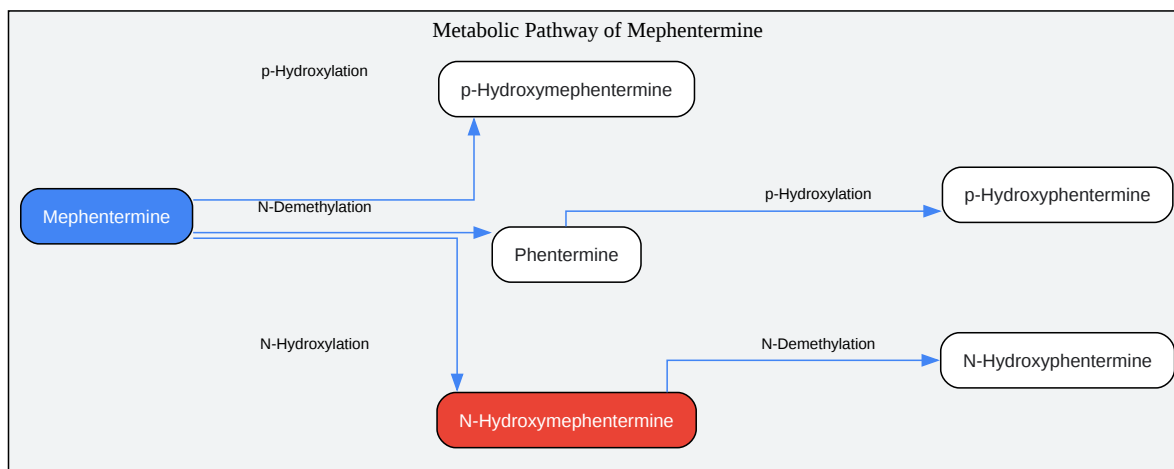 Metabolic Pathway of Mephentermine
p-Hydroxylation
p-Hydroxymephentermine
Mephentermine
N-Demethylation
p-Hydroxylation
p-Hydroxyphentermine
Phentermine
N-Hydroxylation
N-Demethylation
N-Hydroxyphentermine
N-Hydroxymephentermine